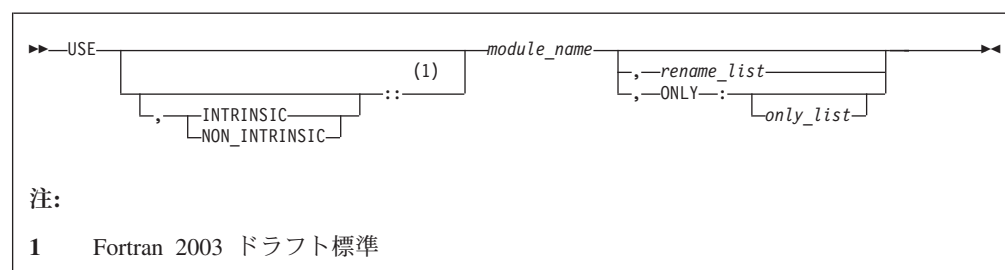 USE module_name
(1) , rename_list
:: , ONLY :
, INTRINSIC only_list
NON_INTRINSIC
注:
1 Fortran 2003 ドラフト標準